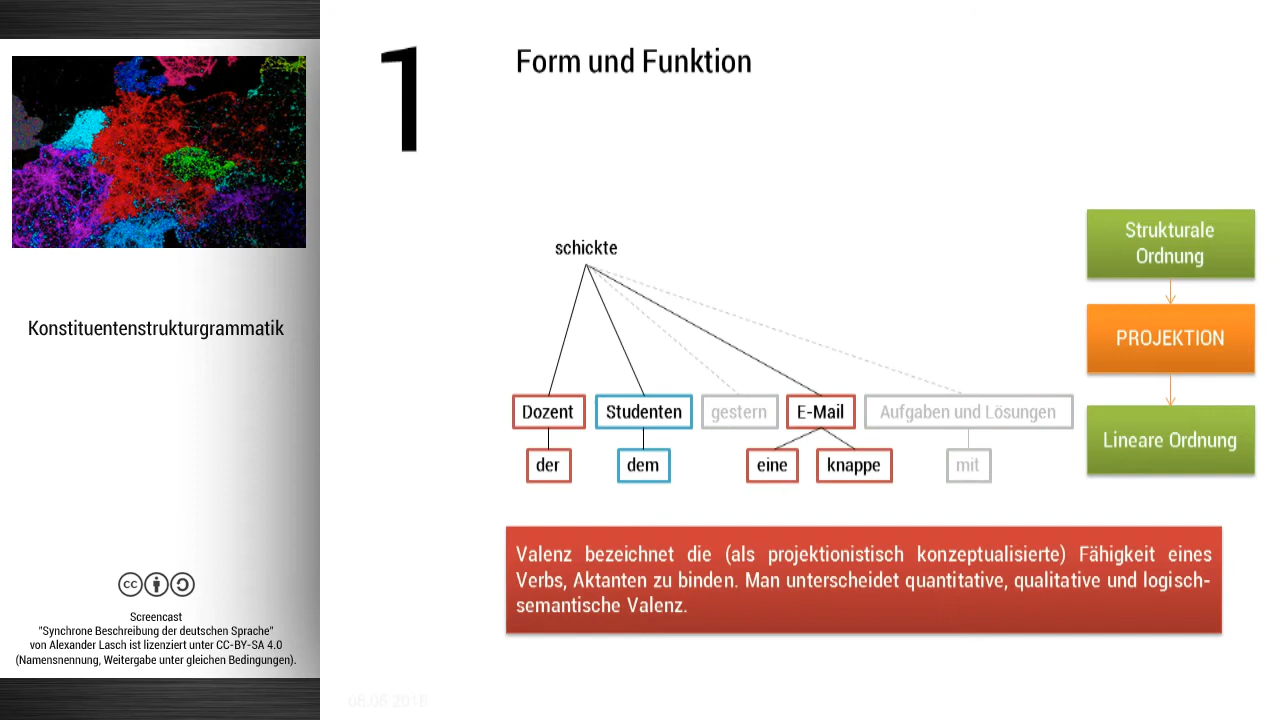 1
Form und Funktion
Konstituentenstrukturgrammatik
schickte
Dozent
Studenten
gestern
E-Mail
Aufgaben und Lösungen
der
dem
eine
knappe
mit
Strukturale
Ordnung
PROJEKTION
Lineare Ordnung
Valenz bezeichnet die (als projektionistisch konzeptualisierte) Fähigkeit eines
Verbs, Aktanten zu binden. Man unterscheidet quantitative, qualitative und logisch-
semantische Valenz.
cc
Screencast
"Synchrone Beschreibung der deutschen Sprache"
von Alexander Lasch ist lizenziert unter CC-BY-SA 4.0
(Namensnennung, Weitergabe unter gleichen Bedingungen).